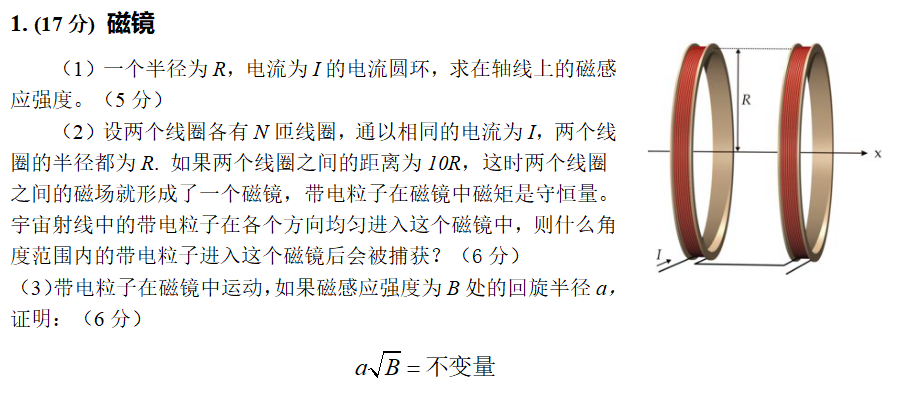 1. (17 分) 磁镜
（1）一个半径为 R，电流为 I 的电流圆环，求在轴线上的磁感
应强度。（5 分）
（2）设两个线圈各有 N 匝线圈，通以相同的电流为 I，两个线
圈的半径都为 R. 如果两个线圈之间的距离为 10R，这时两个线圈
之间的磁场就形成了一个磁镜，带电粒子在磁镜中磁矩是守恒量。
宇宙射线中的带电粒子在各个方向均匀进入这个磁镜中，则什么角
度范围内的带电粒子进入这个磁镜后会被捕获？（6 分）
（3）带电粒子在磁镜中运动，如果磁感应强度为 B 处的回旋半径 a，
证明：（6 分）
a√B = 不变量
R
x
I